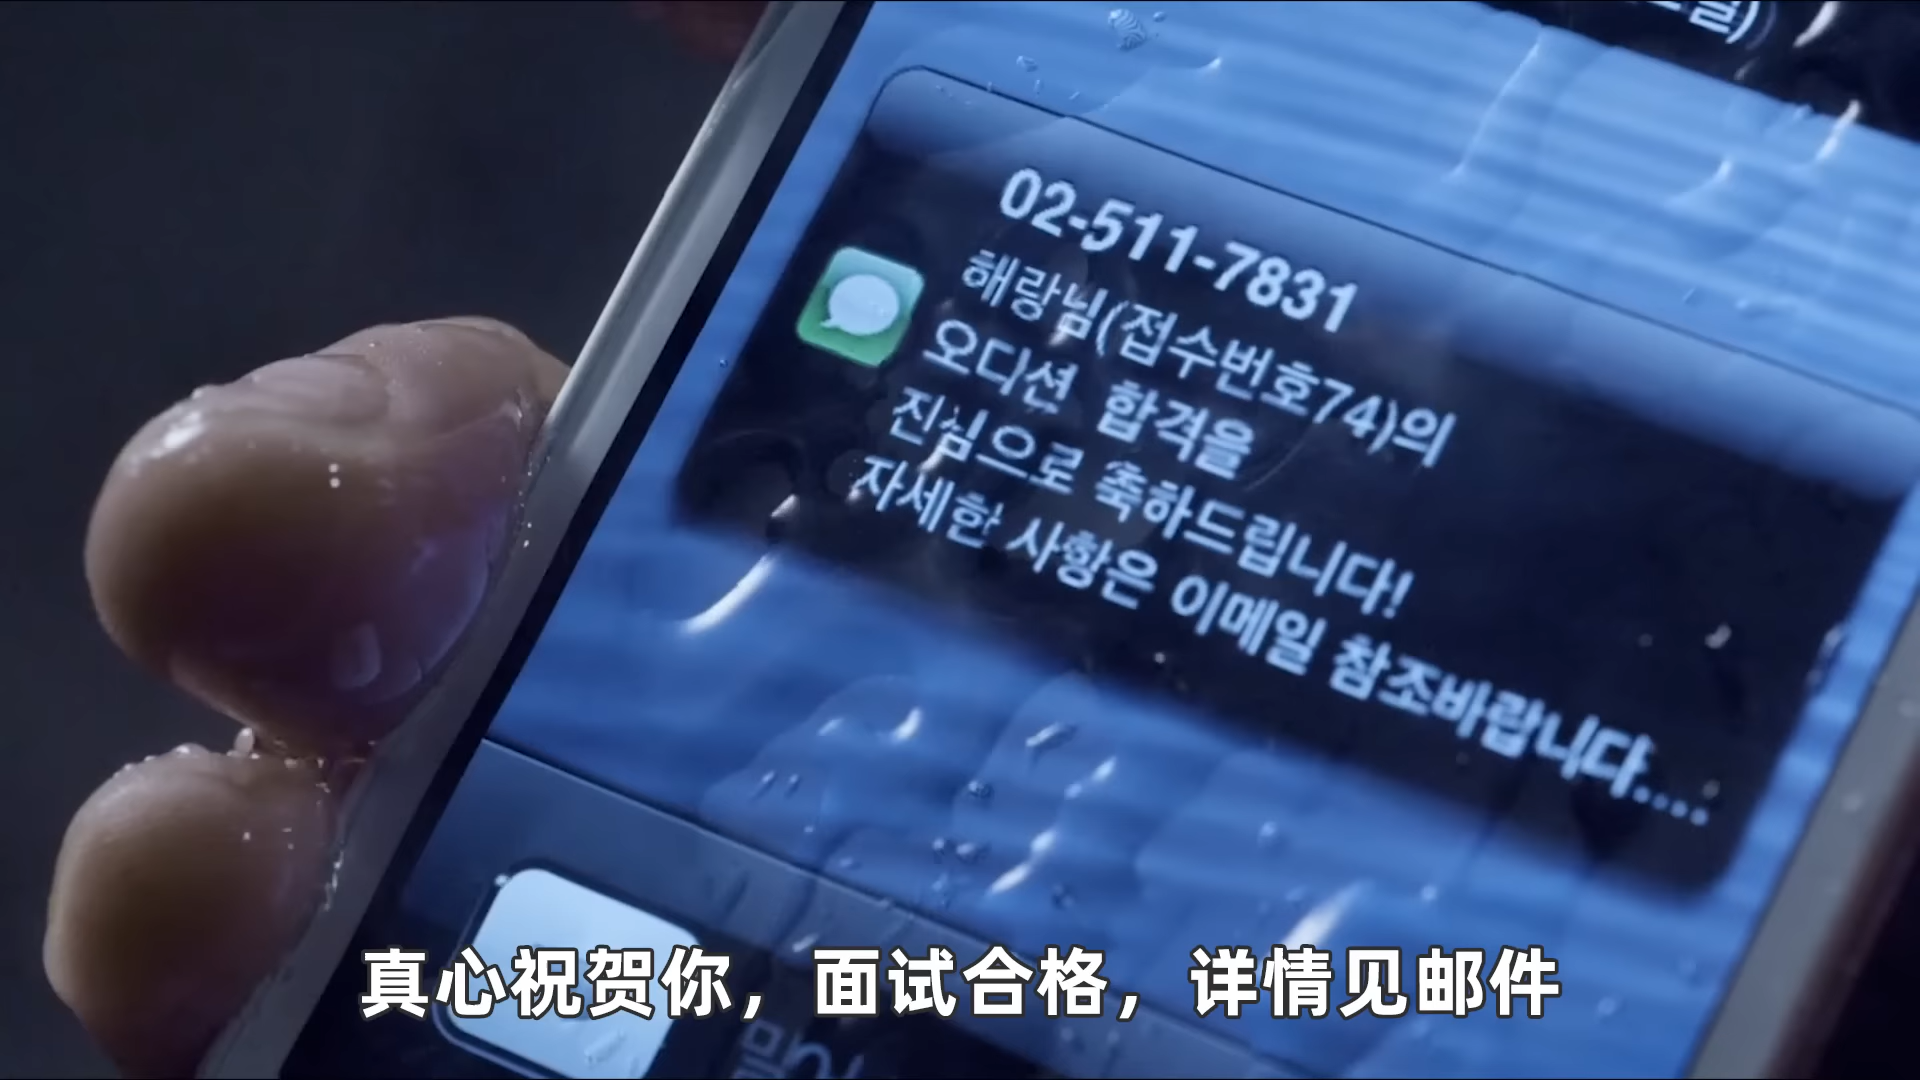 02-511-7831
해랑님(접수번호74)의
오디션 합격을
진심으로 축하드립니다!
자세한 사항은 이메일 참조바랍니다....
真心祝贺你，面试合格，详情见邮件